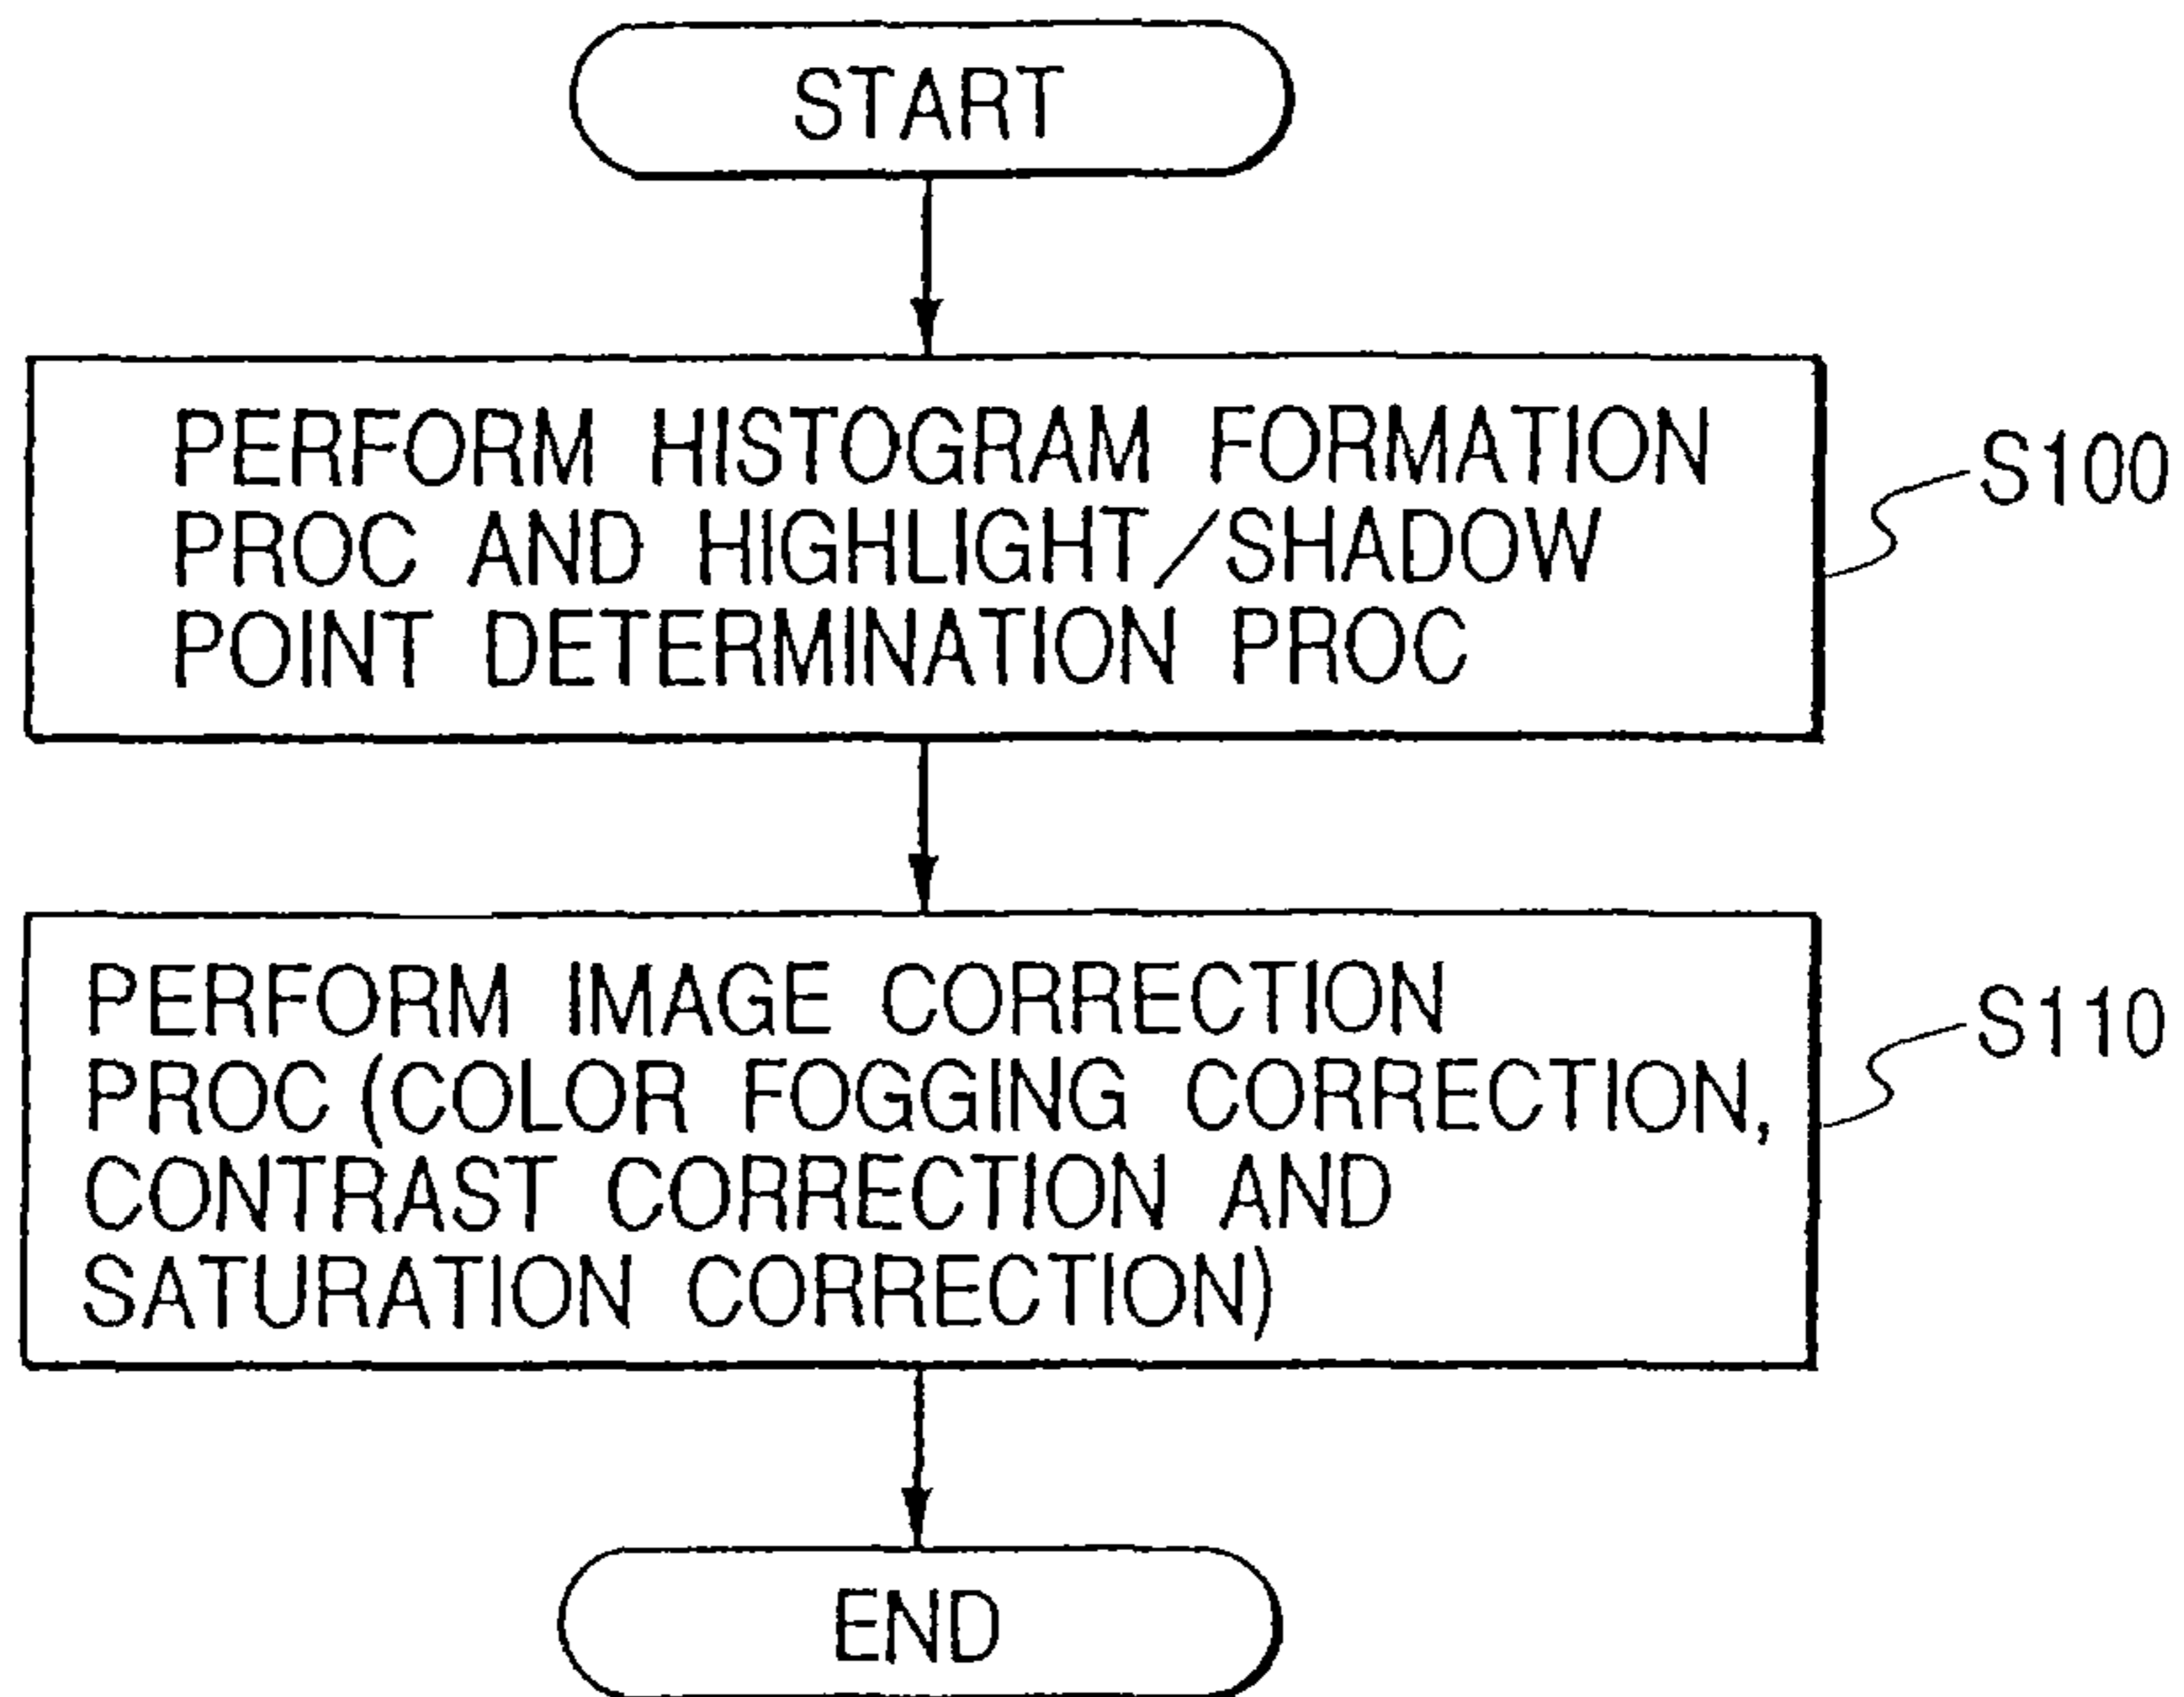 START
PERFORM HISTOGRAM FORMATION
PROC AND HIGHLIGHT/SHADOW
POINT DETERMINATION PROC
S100
PERFORM IMAGE CORRECTION
PROC (COLOR FOGGING CORRECTION,
CONTRAST CORRECTION AND
SATURATION CORRECTION)
S110
END